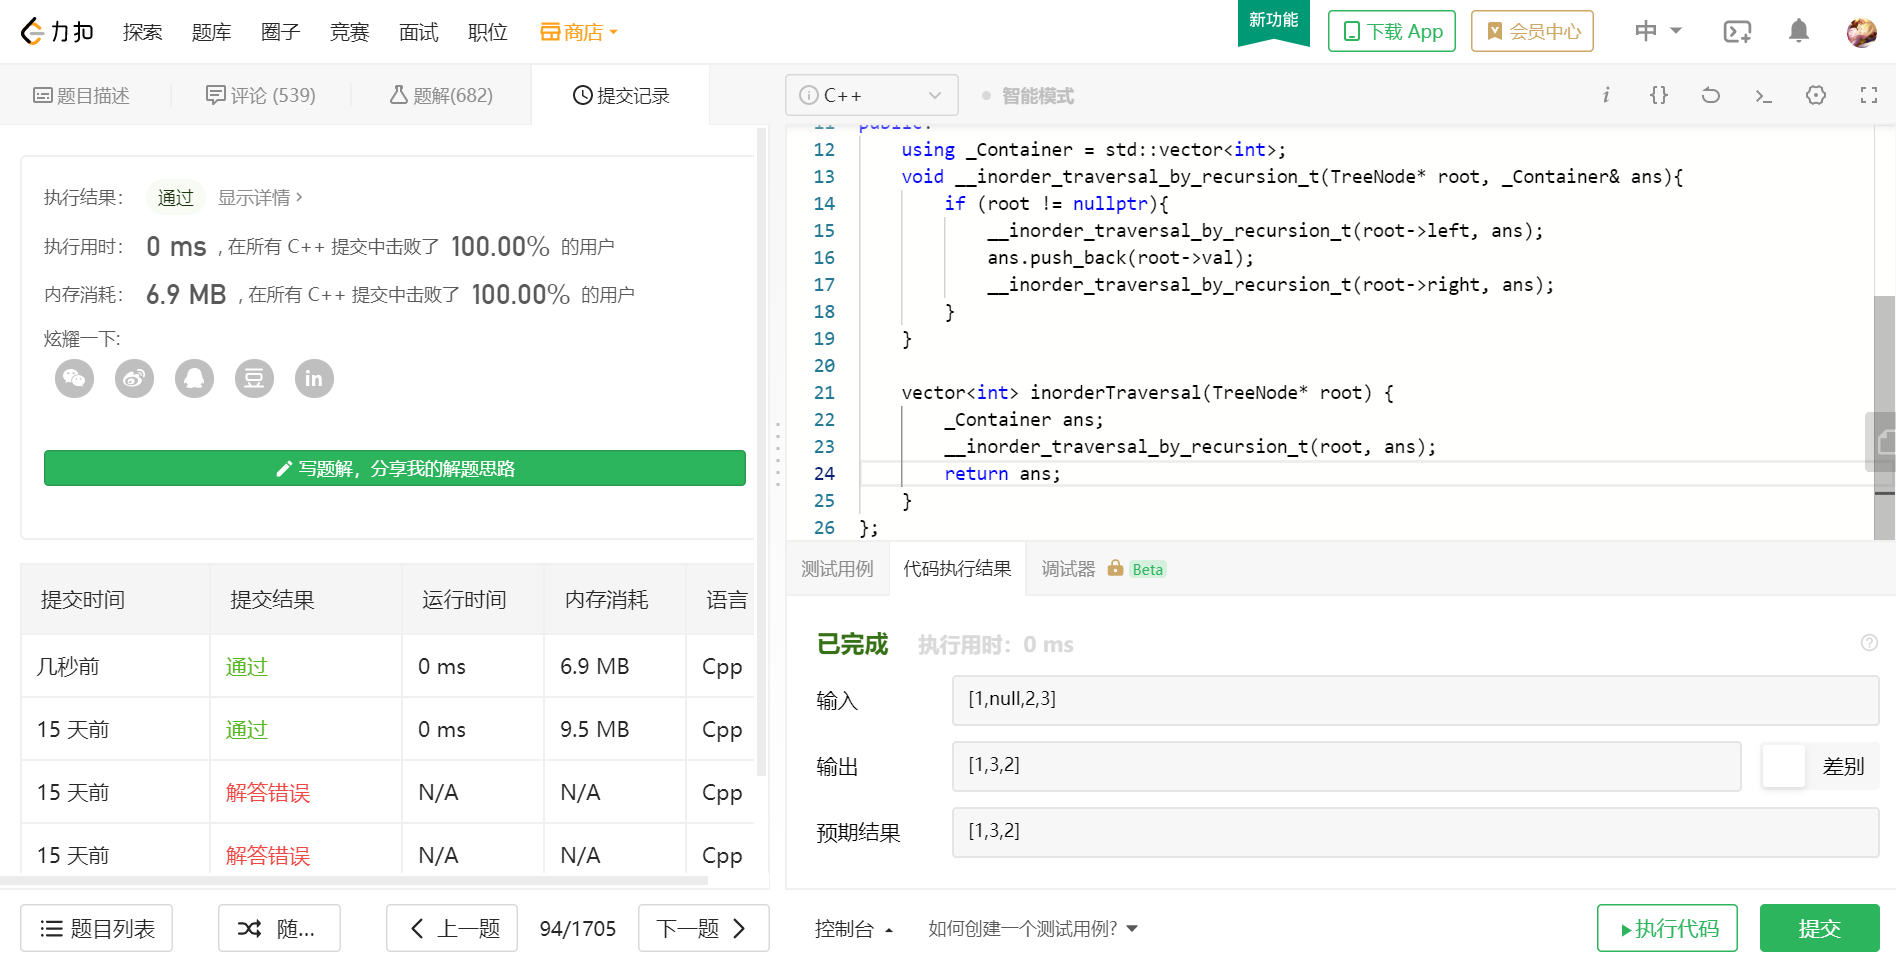 力扣 探索 题库 圈子 竞赛 面试 职位 商店 新功能 下载 App 会员中心 中
题目描述 评论 (539) 题解(682) 提交记录
C++ 智能模式
执行结果： 通过 显示详情 >
执行用时： 0 ms , 在所有 C++ 提交中击败了 100.00% 的用户
内存消耗： 6.9 MB , 在所有 C++ 提交中击败了 100.00% 的用户
炫耀一下:
豆 in
写题解，分享我的解题思路
提交时间 提交结果 运行时间 内存消耗 语言
几秒前 通过 0 ms 6.9 MB Cpp
15 天前 通过 0 ms 9.5 MB Cpp
15 天前 解答错误 N/A N/A Cpp
15 天前 解答错误 N/A N/A Cpp
题目列表 随... 上一题 94/1705 下一题
11 public:
12 using _Container = std::vector<int>;
13 void __inorder_traversal_by_recursion_t(TreeNode* root, _Container& ans){
14 if (root != nullptr){
15 __inorder_traversal_by_recursion_t(root->left, ans);
16 ans.push_back(root->val);
17 __inorder_traversal_by_recursion_t(root->right, ans);
18 }
19 }
20
21 vector<int> inorderTraversal(TreeNode* root) {
22 _Container ans;
23 __inorder_traversal_by_recursion_t(root, ans);
24 return ans;
25 }
26 };
测试用例 代码执行结果 调试器 Beta
已完成 执行用时：0 ms
输入 [1,null,2,3]
输出 [1,3,2] 差别
预期结果 [1,3,2]
控制台 如何创建一个测试用例? 执行代码 提交